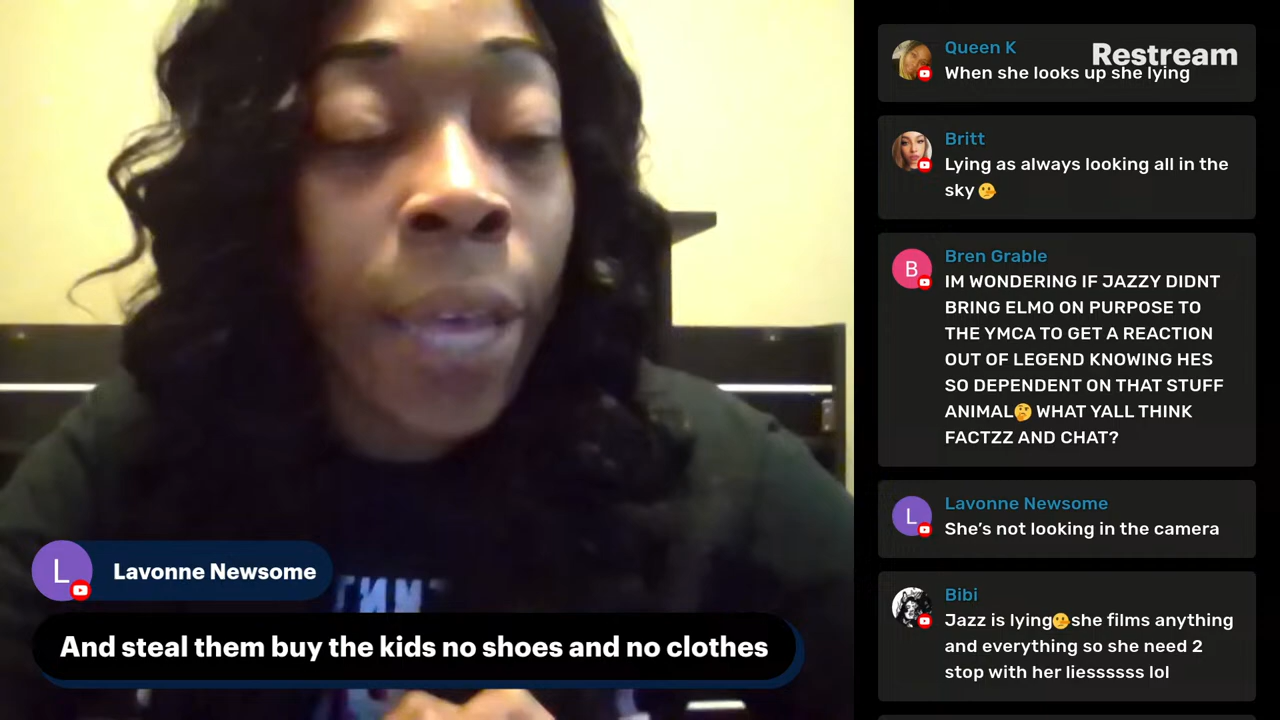 Queen K
Restream
When she looks up she lying
Britt
Lying as always looking all in the
sky🤥
Bren Grable
B
IM WONDERING IF JAZZY DIDNT
BRING ELMO ON PURPOSE TO
THE YMCA TO GET A REACTION
OUT OF LEGEND KNOWING HES
SO DEPENDENT ON THAT STUFF
ANIMAL🤔 WHAT YALL THINK
FACTZZ AND CHAT?
Lavonne Newsome
L
She's not looking in the camera
Bibi
Jazz is lying🤥she films anything
and everything so she need 2
stop with her liessssss lol
L
Lavonne Newsome
And steal them buy the kids no shoes and no clothes